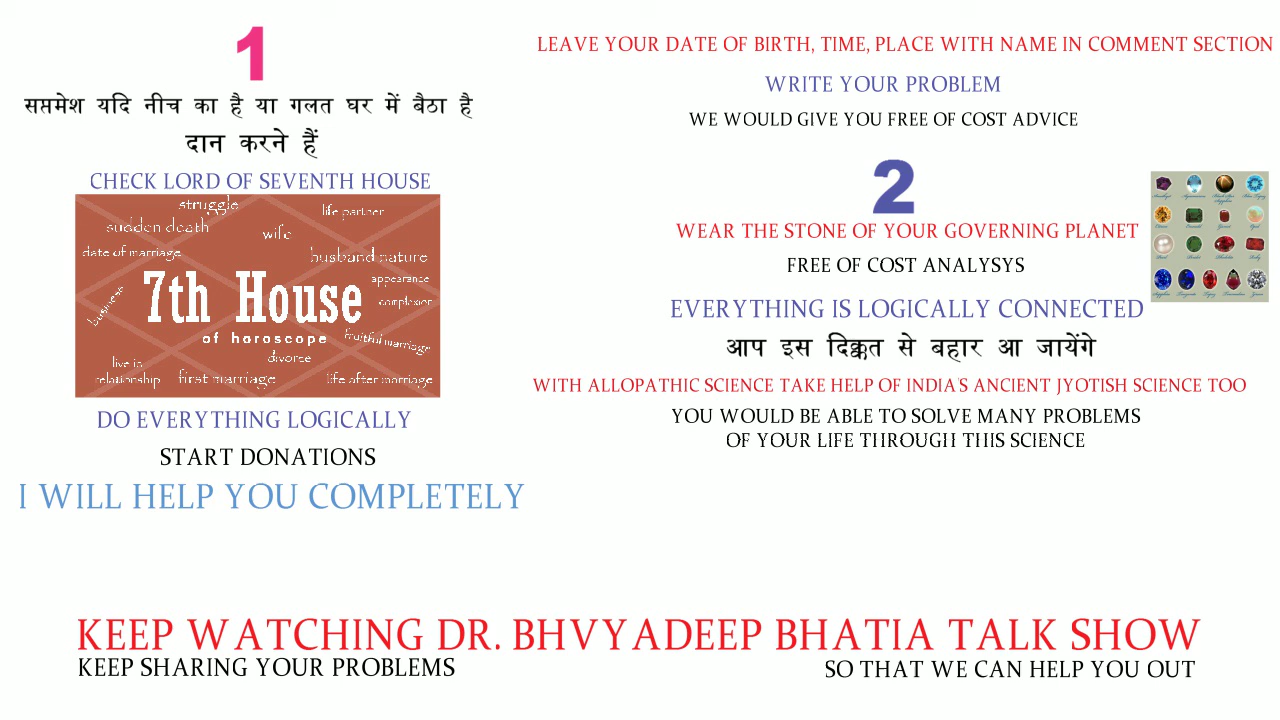 1
सप्तमेश यदि नीच का है या गलत घर में बैठा है
दान करने हैं
CHECK LORD OF SEVENTH HOUSE
struggle
life partner
sudden death
wife
date of marriage
husband nature
appearance
business
7th House
complexion
of horoscope
fruitful marriage
divorce
live in
relationship
first marriage
life after marriage
DO EVERYTHING LOGICALLY
START DONATIONS
I WILL HELP YOU COMPLETELY
LEAVE YOUR DATE OF BIRTH, TIME, PLACE WITH NAME IN COMMENT SECTION
WRITE YOUR PROBLEM
WE WOULD GIVE YOU FREE OF COST ADVICE
2
WEAR THE STONE OF YOUR GOVERNING PLANET
FREE OF COST ANALYSYS
EVERYTHING IS LOGICALLY CONNECTED
आप इस दिक्कत से बहार आ जायेंगे
WITH ALLOPATHIC SCIENCE TAKE HELP OF INDIA'S ANCIENT JYOTISH SCIENCE TOO
YOU WOULD BE ABLE TO SOLVE MANY PROBLEMS
OF YOUR LIFE THROUGH THIS SCIENCE
KEEP WATCHING DR. BHVYADEEP BHATIA TALK SHOW
KEEP SHARING YOUR PROBLEMS
SO THAT WE CAN HELP YOU OUT